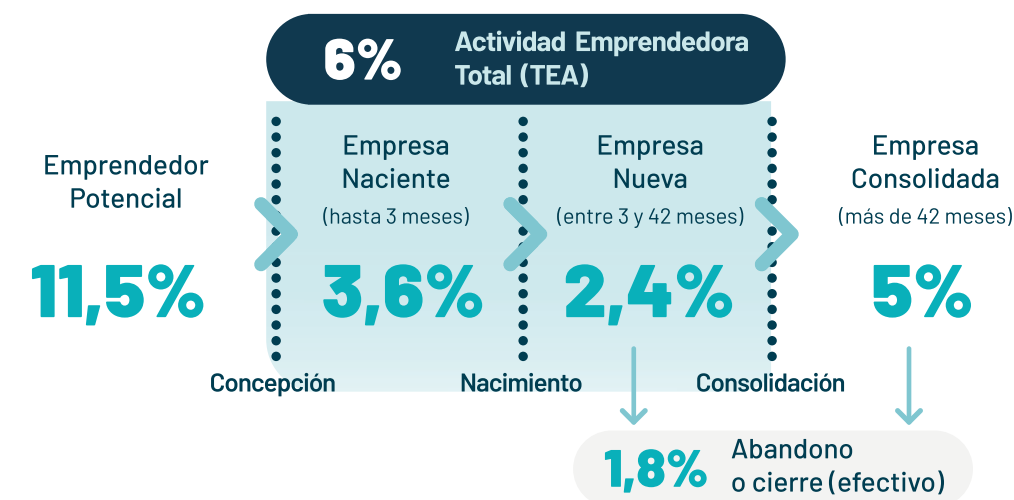 6%
Actividad Emprendedora
Total (TEA)
Emprendedor
Potencial
11,5%
Empresa
Naciente
(hasta 3 meses)
3,6%
Empresa
Nueva
(entre 3 y 42 meses)
2,4%
Empresa
Consolidada
(más de 42 meses)
5%
Concepción
Nacimiento
Consolidación
1,8%
Abandono
o cierre (efectivo)